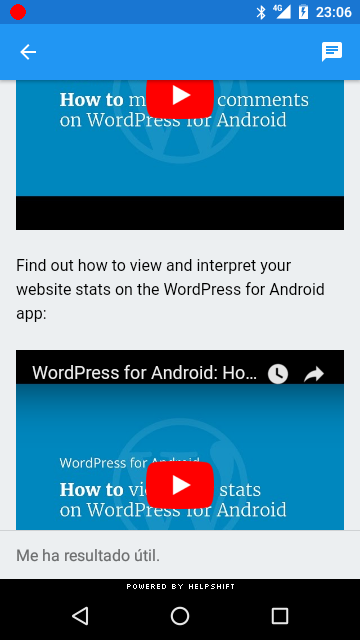 4G 23:06
How to m comments
on WordPress for Android
Find out how to view and interpret your
website stats on the WordPress for Android
app:
WordPress for Android: Ho...
WordPress for Android
How to vi stats
on WordPress for Android
Me ha resultado útil.
POWERED BY HELPSHIFT